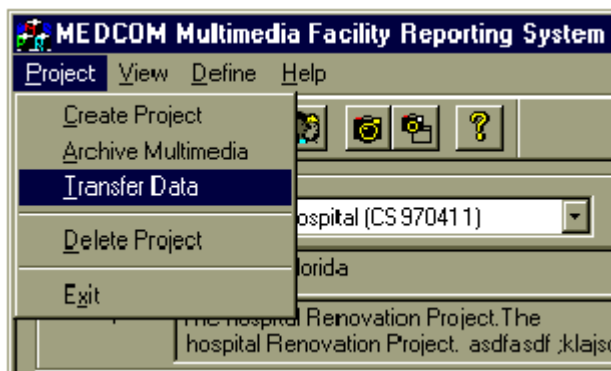 MEDCOM Multimedia Facility Reporting System
Project View Define Help
Create Project
Archive Multimedia
Transfer Data
ospital (CS 970411)
Delete Project
lorida
Exit
The hospital Renovation Project.The
hospital Renovation Project. asdfasdf ;klajsc